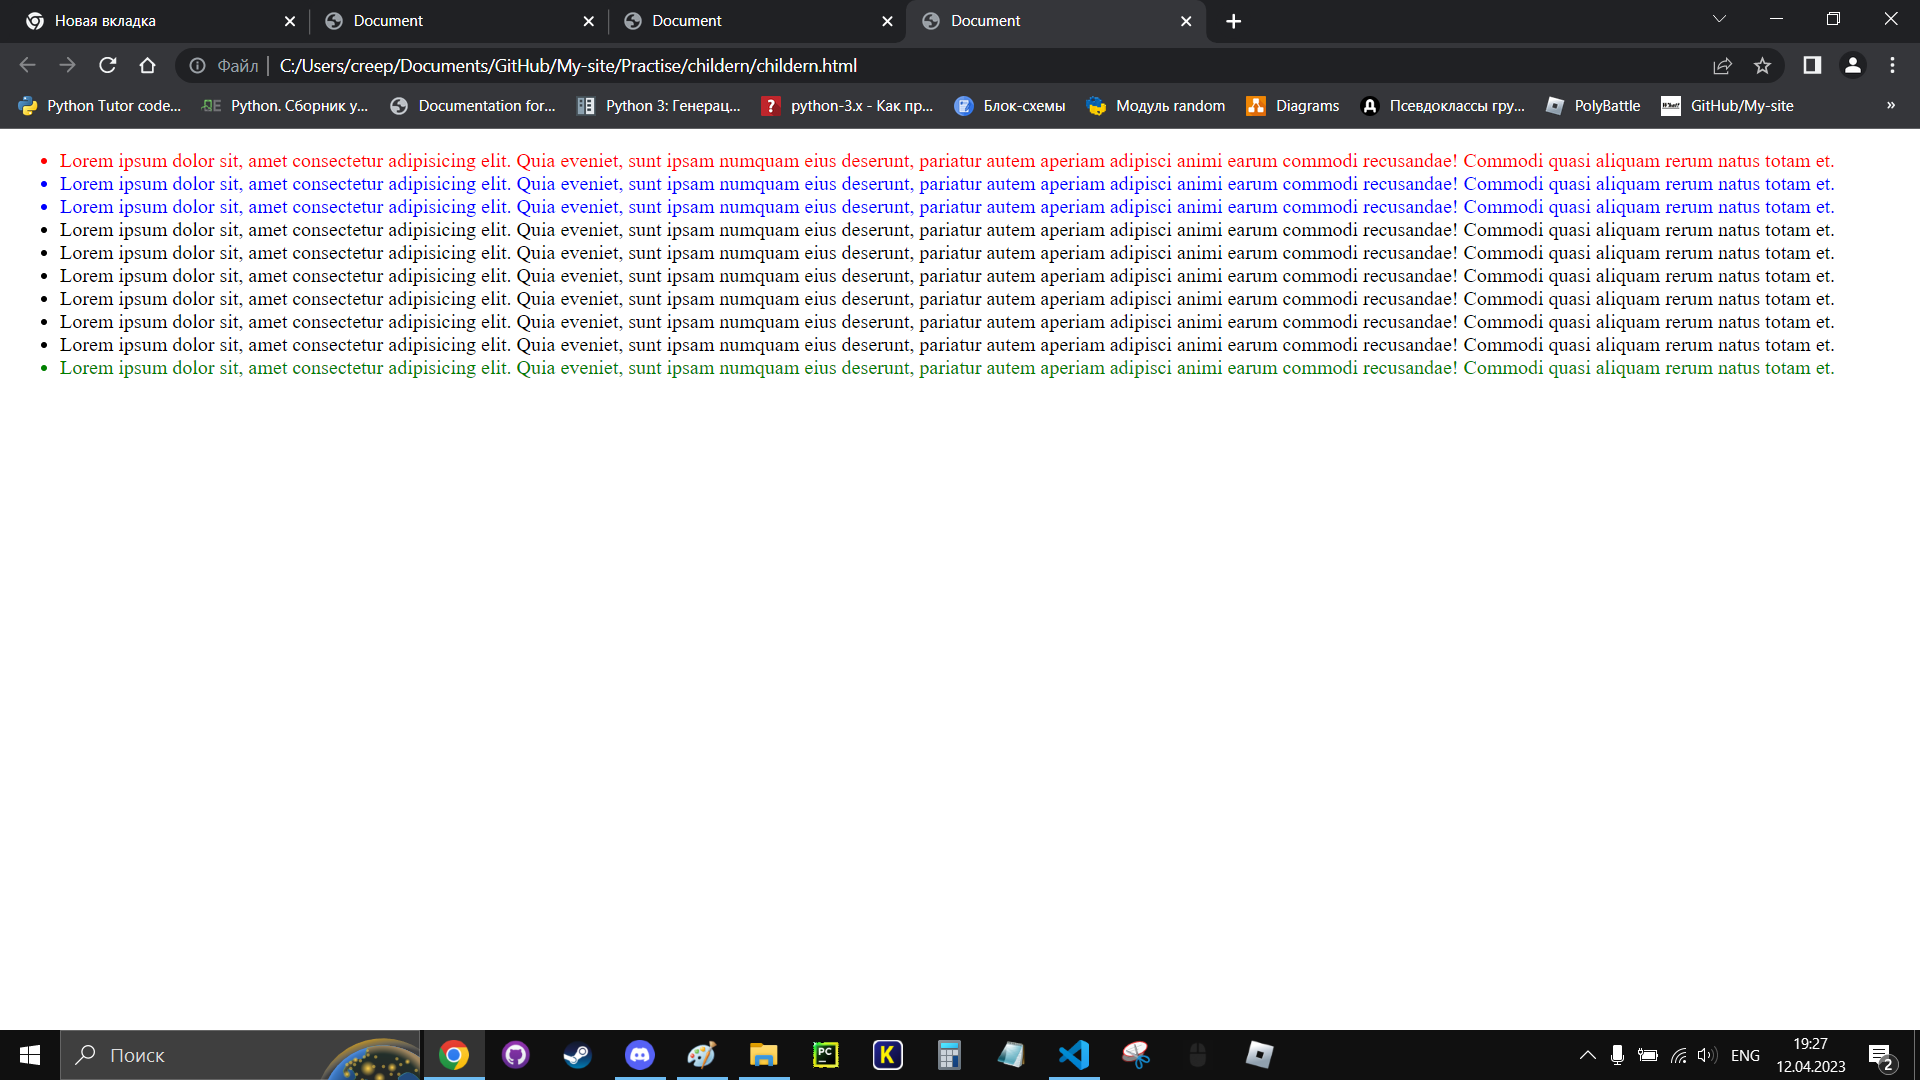 Новая вкладка
Document
Document
Document
Файл
C:/Users/creep/Documents/GitHub/My-site/Practise/childern/childern.html
Python Tutor code...
Python. Сборник у...
Documentation for...
Python 3: Генерац...
python-3.x - Как пр...
Блок-схемы
Модуль random
Diagrams
Псевдоклассы гру...
PolyBattle
GitHub/My-site
»
• Lorem ipsum dolor sit, amet consectetur adipisicing elit. Quia eveniet, sunt ipsam numquam eius deserunt, pariatur autem aperiam adipisci animi earum commodi recusandae! Commodi quasi aliquam rerum natus totam et.
• Lorem ipsum dolor sit, amet consectetur adipisicing elit. Quia eveniet, sunt ipsam numquam eius deserunt, pariatur autem aperiam adipisci animi earum commodi recusandae! Commodi quasi aliquam rerum natus totam et.
• Lorem ipsum dolor sit, amet consectetur adipisicing elit. Quia eveniet, sunt ipsam numquam eius deserunt, pariatur autem aperiam adipisci animi earum commodi recusandae! Commodi quasi aliquam rerum natus totam et.
• Lorem ipsum dolor sit, amet consectetur adipisicing elit. Quia eveniet, sunt ipsam numquam eius deserunt, pariatur autem aperiam adipisci animi earum commodi recusandae! Commodi quasi aliquam rerum natus totam et.
• Lorem ipsum dolor sit, amet consectetur adipisicing elit. Quia eveniet, sunt ipsam numquam eius deserunt, pariatur autem aperiam adipisci animi earum commodi recusandae! Commodi quasi aliquam rerum natus totam et.
• Lorem ipsum dolor sit, amet consectetur adipisicing elit. Quia eveniet, sunt ipsam numquam eius deserunt, pariatur autem aperiam adipisci animi earum commodi recusandae! Commodi quasi aliquam rerum natus totam et.
• Lorem ipsum dolor sit, amet consectetur adipisicing elit. Quia eveniet, sunt ipsam numquam eius deserunt, pariatur autem aperiam adipisci animi earum commodi recusandae! Commodi quasi aliquam rerum natus totam et.
• Lorem ipsum dolor sit, amet consectetur adipisicing elit. Quia eveniet, sunt ipsam numquam eius deserunt, pariatur autem aperiam adipisci animi earum commodi recusandae! Commodi quasi aliquam rerum natus totam et.
• Lorem ipsum dolor sit, amet consectetur adipisicing elit. Quia eveniet, sunt ipsam numquam eius deserunt, pariatur autem aperiam adipisci animi earum commodi recusandae! Commodi quasi aliquam rerum natus totam et.
• Lorem ipsum dolor sit, amet consectetur adipisicing elit. Quia eveniet, sunt ipsam numquam eius deserunt, pariatur autem aperiam adipisci animi earum commodi recusandae! Commodi quasi aliquam rerum natus totam et.
Поиск
PC
K
ENG
19:27
12.04.2023
2